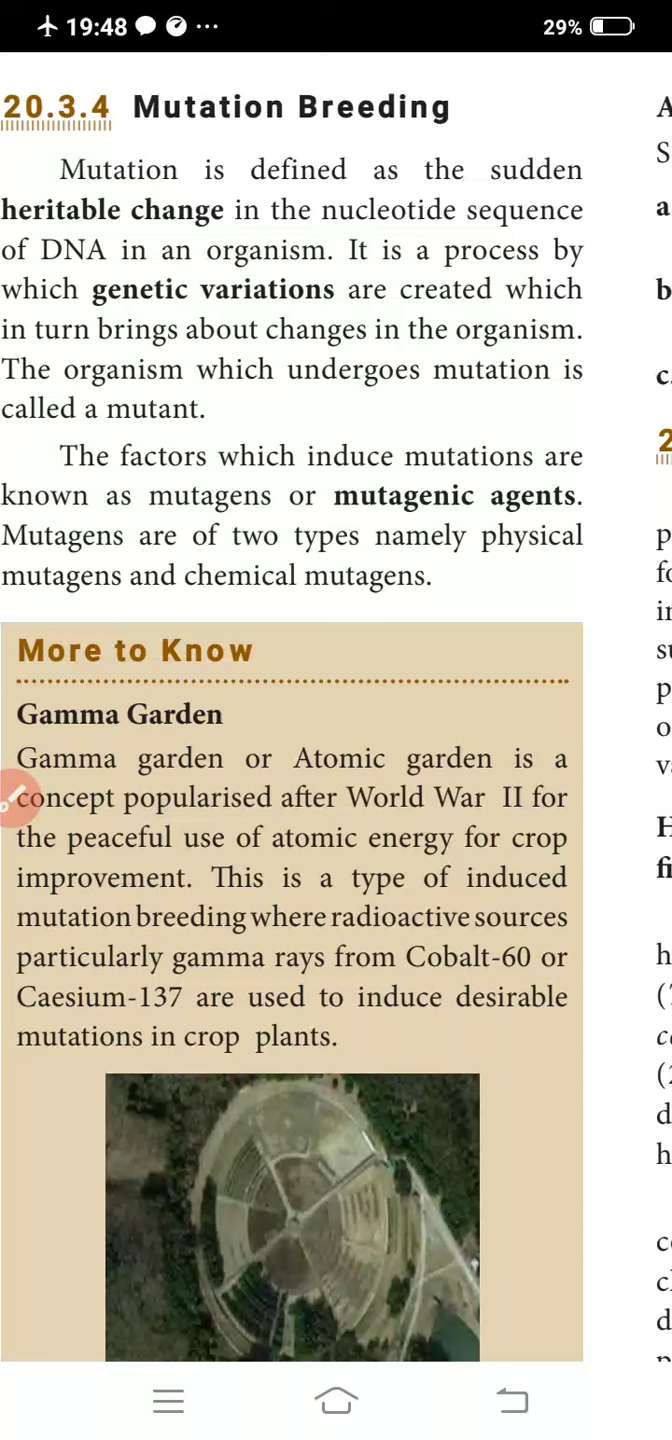 19:48
29%
20.3.4 Mutation Breeding
Mutation is defined as the sudden
heritable change in the nucleotide sequence
of DNA in an organism. It is a process by
which genetic variations are created which
in turn brings about changes in the organism.
The organism which undergoes mutation is
called a mutant.
The factors which induce mutations are
known as mutagens or mutagenic agents.
Mutagens are of two types namely physical
mutagens and chemical mutagens.
More to Know
Gamma Garden
Gamma garden or Atomic garden is a
concept popularised after World War II for
the peaceful use of atomic energy for crop
improvement. This is a type of induced
mutation breeding where radioactive sources
particularly gamma rays from Cobalt-60 or
Caesium-137 are used to induce desirable
mutations in crop plants.